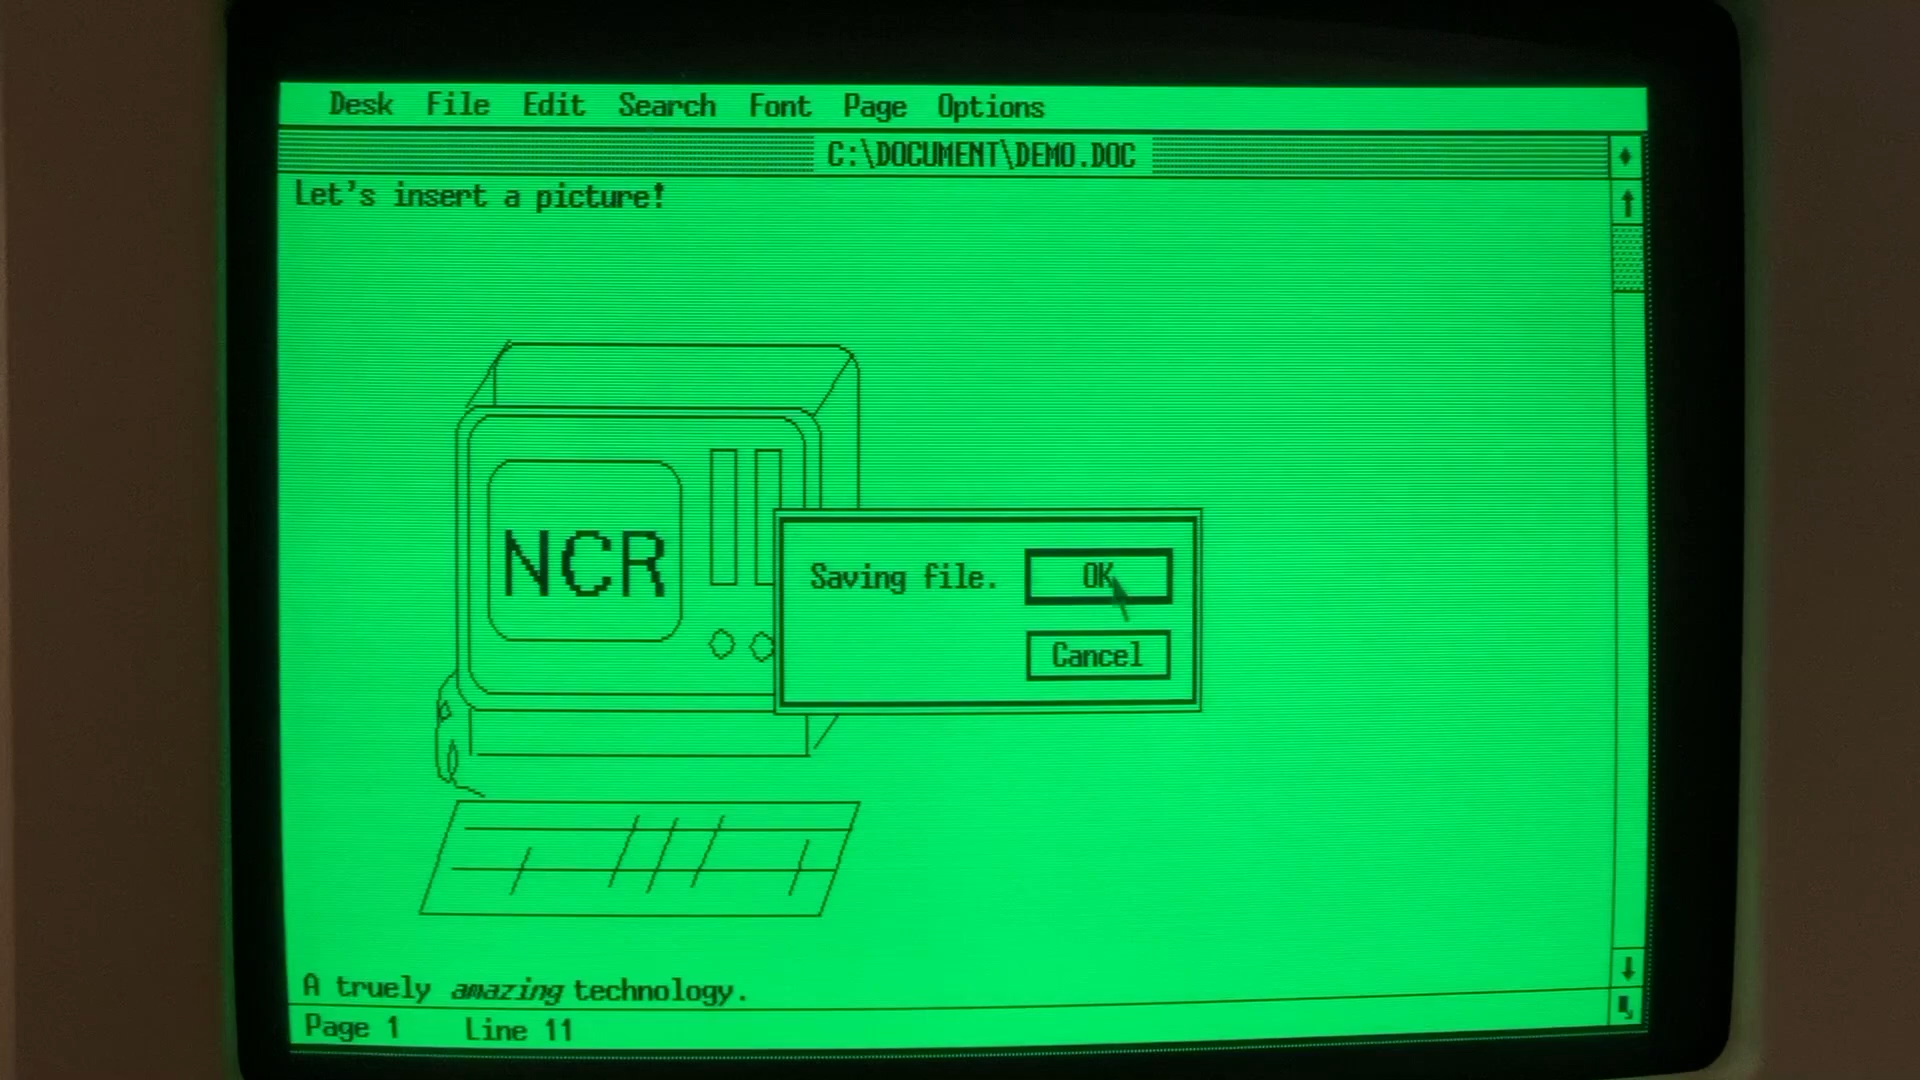 Desk File Edit Search Font Page Options
C:\DOCUMENT\DEMO.DOC
Let's insert a picture!
NCR
Saving file.
OK
Cancel
A truely amazing technology.
Page 1 Line 11